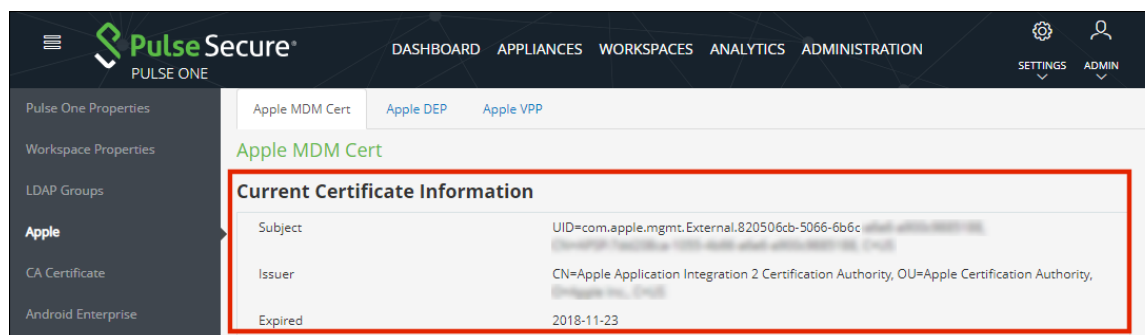 Pulse Secure
PULSE ONE
DASHBOARD APPLIANCES WORKSPACES ANALYTICS ADMINISTRATION
SETTINGS ADMIN
Pulse One Properties
Workspace Properties
LDAP Groups
Apple
CA Certificate
Android Enterprise
Apple MDM Cert Apple DEP Apple VPP
Apple MDM Cert
Current Certificate Information
Subject UID=com.apple.mgmt.External.820506cb-5066-6b6c
Issuer CN=Apple Application Integration 2 Certification Authority, OU=Apple Certification Authority,
Expired 2018-11-23